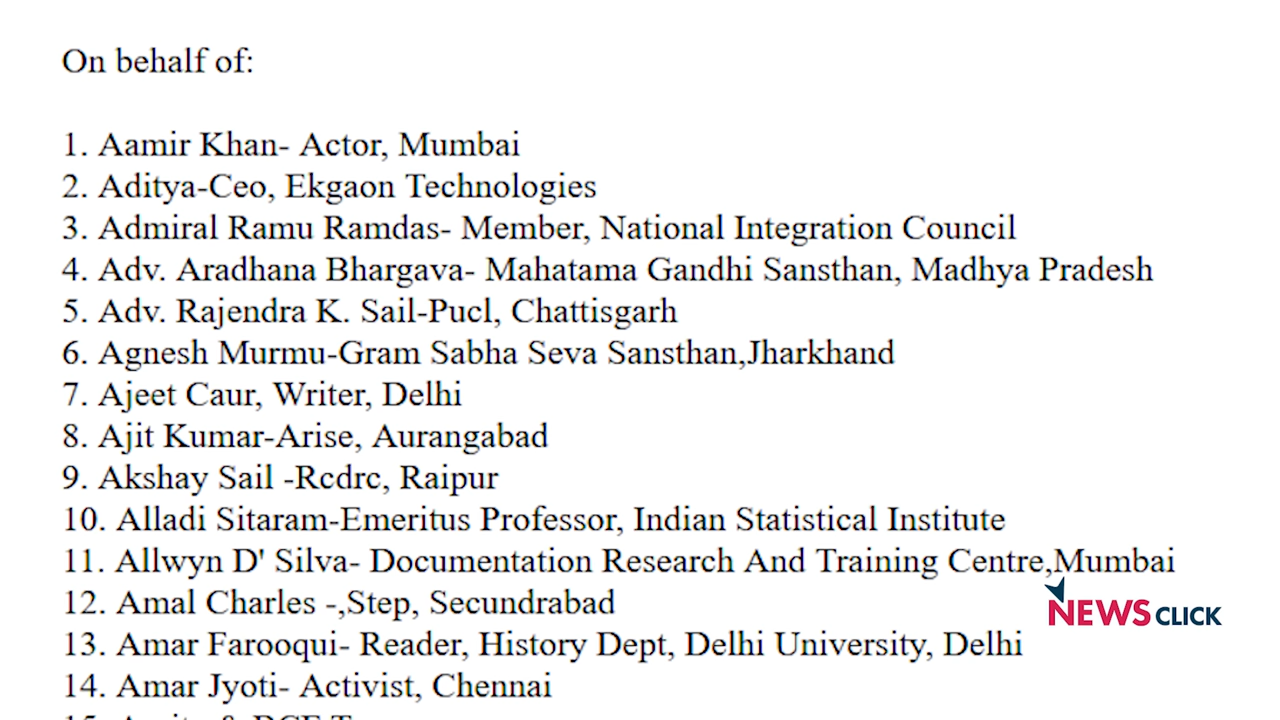 On behalf of:
1. Aamir Khan- Actor, Mumbai
2. Aditya-Ceo, Ekgaon Technologies
3. Admiral Ramu Ramdas- Member, National Integration Council
4. Adv. Aradhana Bhargava- Mahatama Gandhi Sansthan, Madhya Pradesh
5. Adv. Rajendra K. Sail-Pucl, Chattisgarh
6. Agnesh Murmu-Gram Sabha Seva Sansthan,Jharkhand
7. Ajeet Caur, Writer, Delhi
8. Ajit Kumar-Arise, Aurangabad
9. Akshay Sail -Rcdrc, Raipur
10. Alladi Sitaram-Emeritus Professor, Indian Statistical Institute
11. Allwyn D' Silva- Documentation Research And Training Centre,Mumbai
12. Amal Charles -,Step, Secundrabad
NEWSCLICK
13. Amar Farooqui- Reader, History Dept, Delhi University, Delhi
14. Amar Jyoti- Activist, Chennai